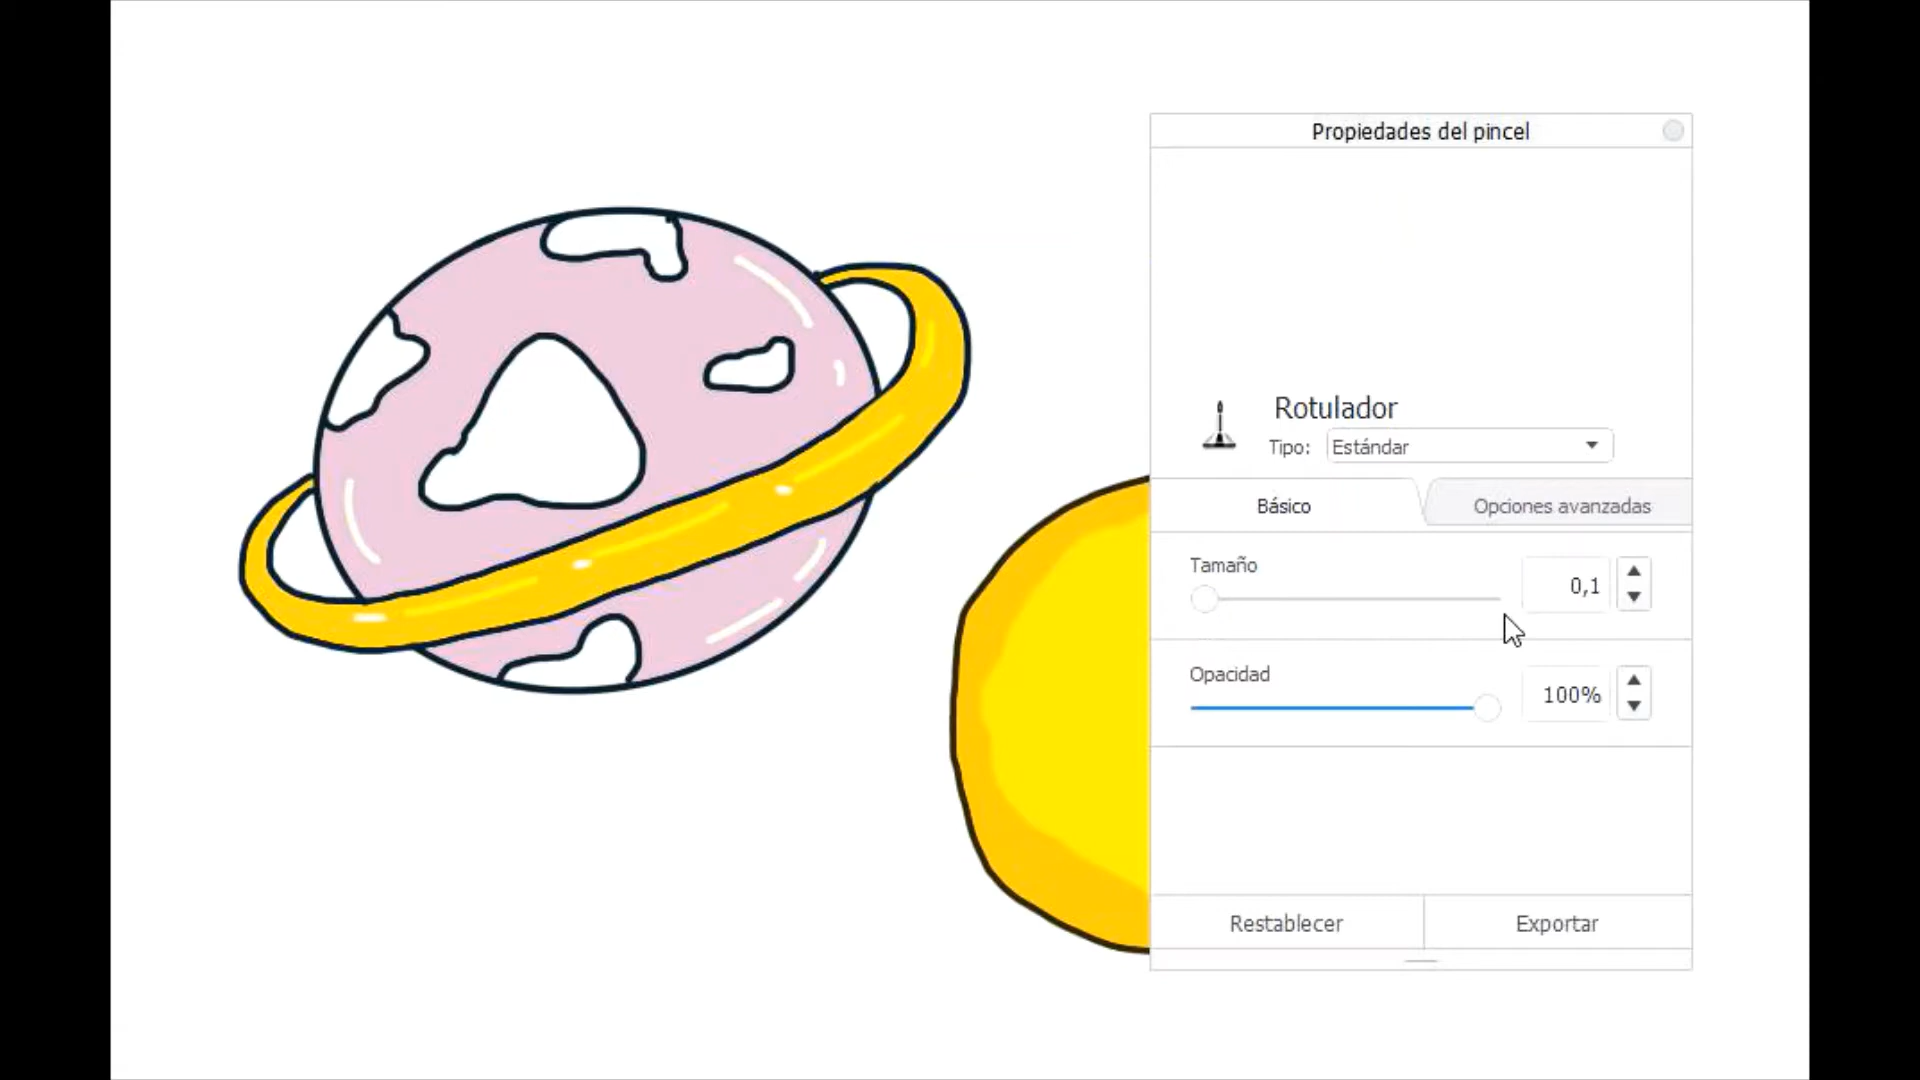 Propiedades del pincel
Rotulador
Tipo: Estándar
Básico Opciones avanzadas
Tamaño
0,1
Opacidad
100%
Restablecer Exportar